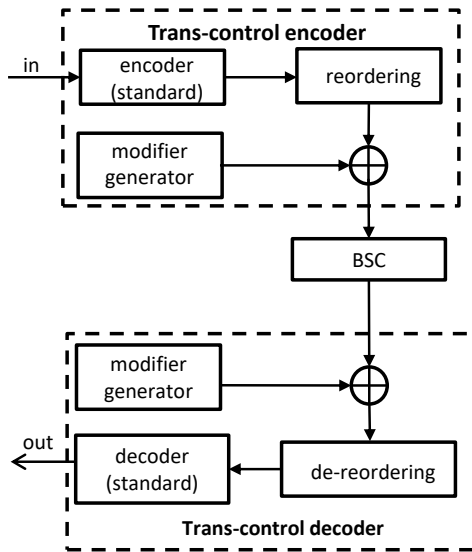 Trans-control encoder
in
encoder
(standard)
reordering
modifier
generator
BSC
modifier
generator
out
decoder
(standard)
de-reordering
Trans-control decoder